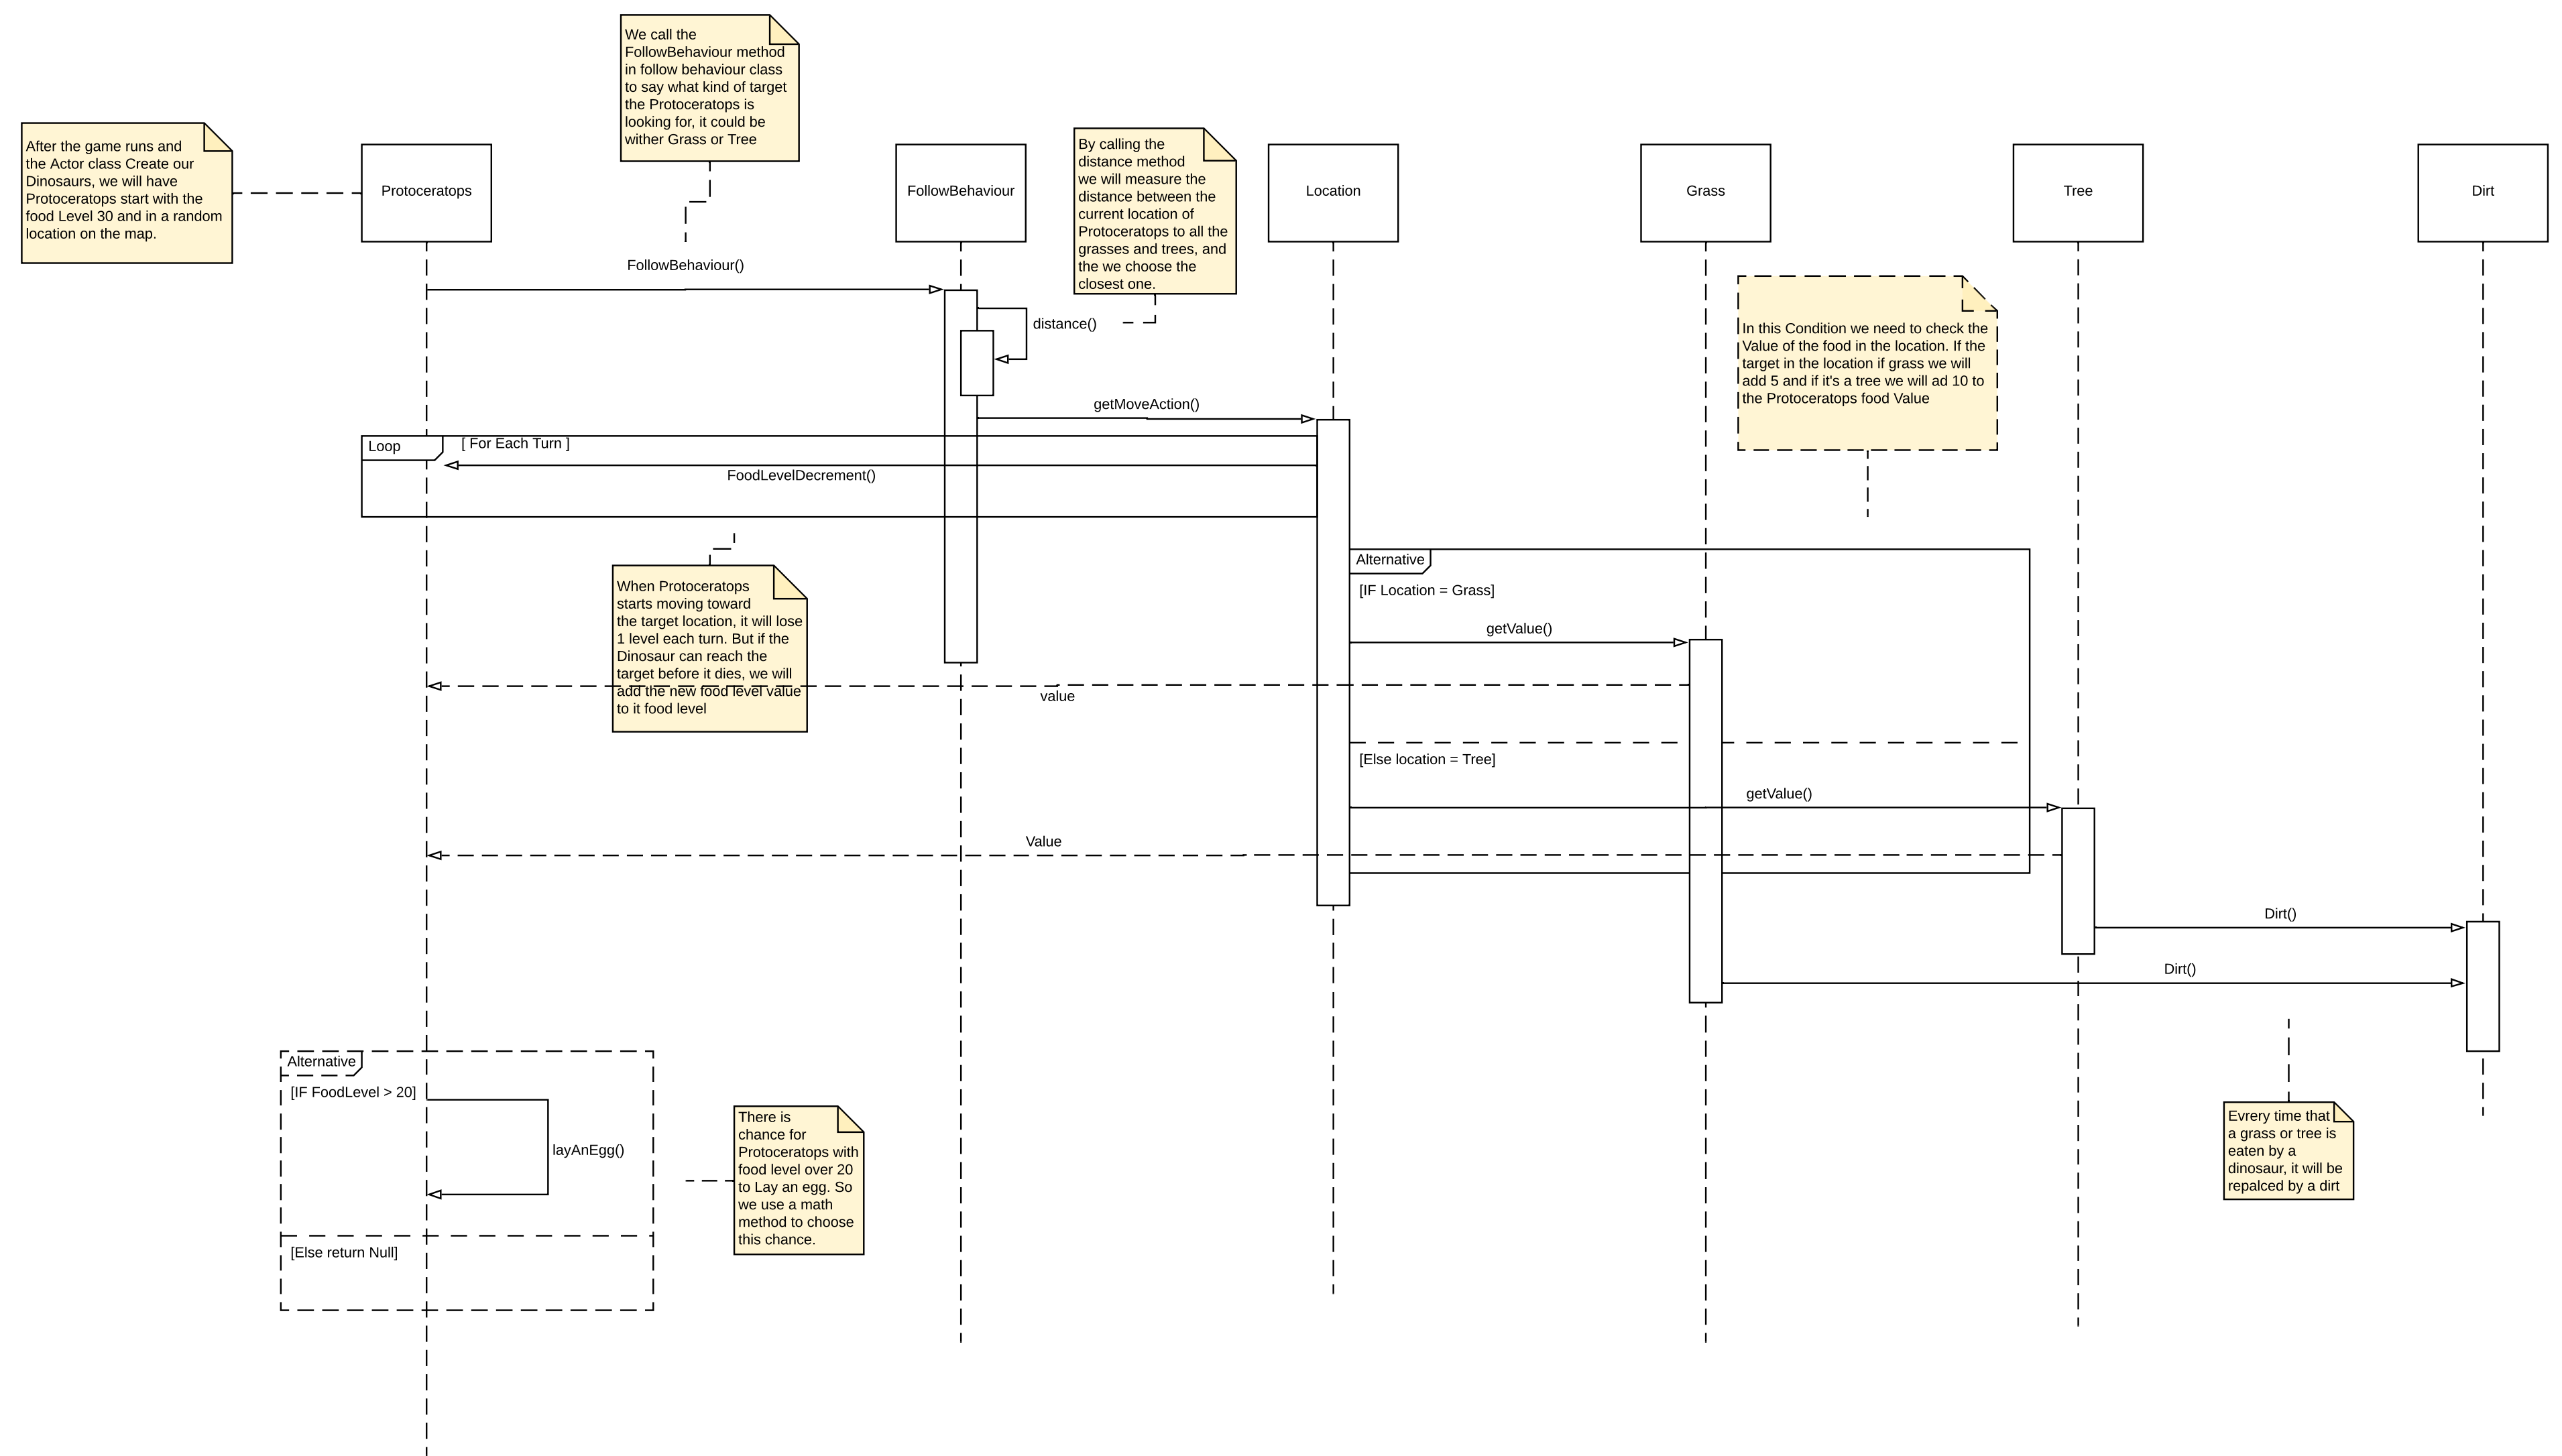 We call the
FollowBehaviour method
in follow behaviour class
to say what kind of target
the Protoceratops is
looking for, it could be
wither Grass or Tree
After the game runs and
the Actor class Create our
Dinosaurs, we will have
Protoceratops start with the
food Level 30 and in a random
location on the map.
Protoceratops
FollowBehaviour
By calling the
distance method
we will measure the
distance between the
current location of
Protoceratops to all the
grasses and trees, and
the we choose the
closest one.
Location
Grass
Tree
Dirt
FollowBehaviour()
distance()
In this Condition we need to check the
Value of the food in the location. If the
target in the location if grass we will
add 5 and if it's a tree we will ad 10 to
the Protoceratops food Value
getMoveAction()
Loop
[ For Each Turn ]
FoodLevelDecrement()
Alternative
[IF Location = Grass]
When Protoceratops
starts moving toward
the target location, it will lose
1 level each turn. But if the
Dinosaur can reach the
target before it dies, we will
add the new food level value
to it food level
getValue()
value
[Else location = Tree]
getValue()
Value
Dirt()
Dirt()
Alternative
[IF FoodLevel > 20]
layAnEgg()
[Else return Null]
There is
chance for
Protoceratops with
food level over 20
to Lay an egg. So
we use a math
method to choose
this chance.
Evrery time that
a grass or tree is
eaten by a
dinosaur, it will be
repalced by a dirt